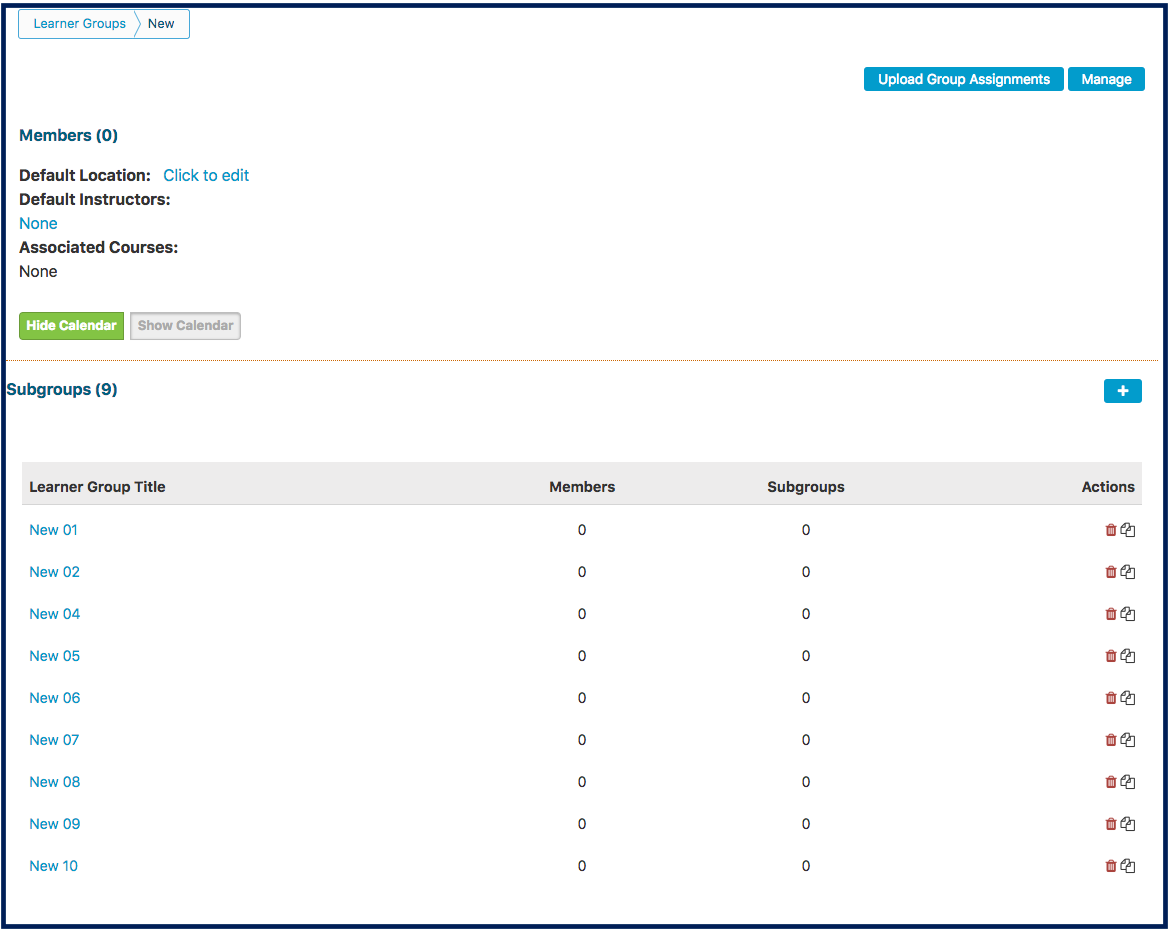 Learner Groups New
Upload Group Assignments Manage
Members (0)
Default Location: Click to edit
Default Instructors:
None
Associated Courses:
None
Hide Calendar Show Calendar
Subgroups (9) +
Learner Group Title Members Subgroups Actions
New 01 0 0
New 02 0 0
New 04 0 0
New 05 0 0
New 06 0 0
New 07 0 0
New 08 0 0
New 09 0 0
New 10 0 0